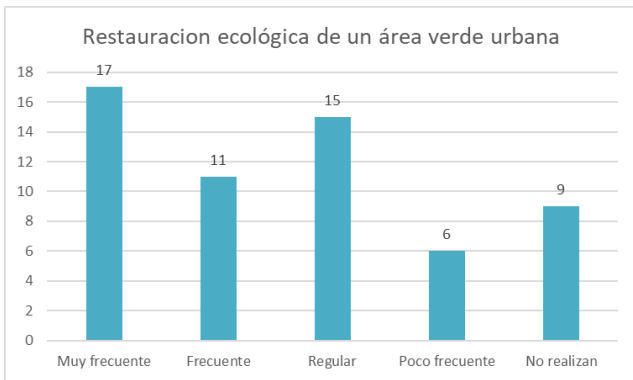 Restauracion ecológica de un área verde urbana
18
16
14
12
10
8
6
4
2
0
17
11
15
6
9
Muy frecuente
Frecuente
Regular
Poco frecuente
No realizan